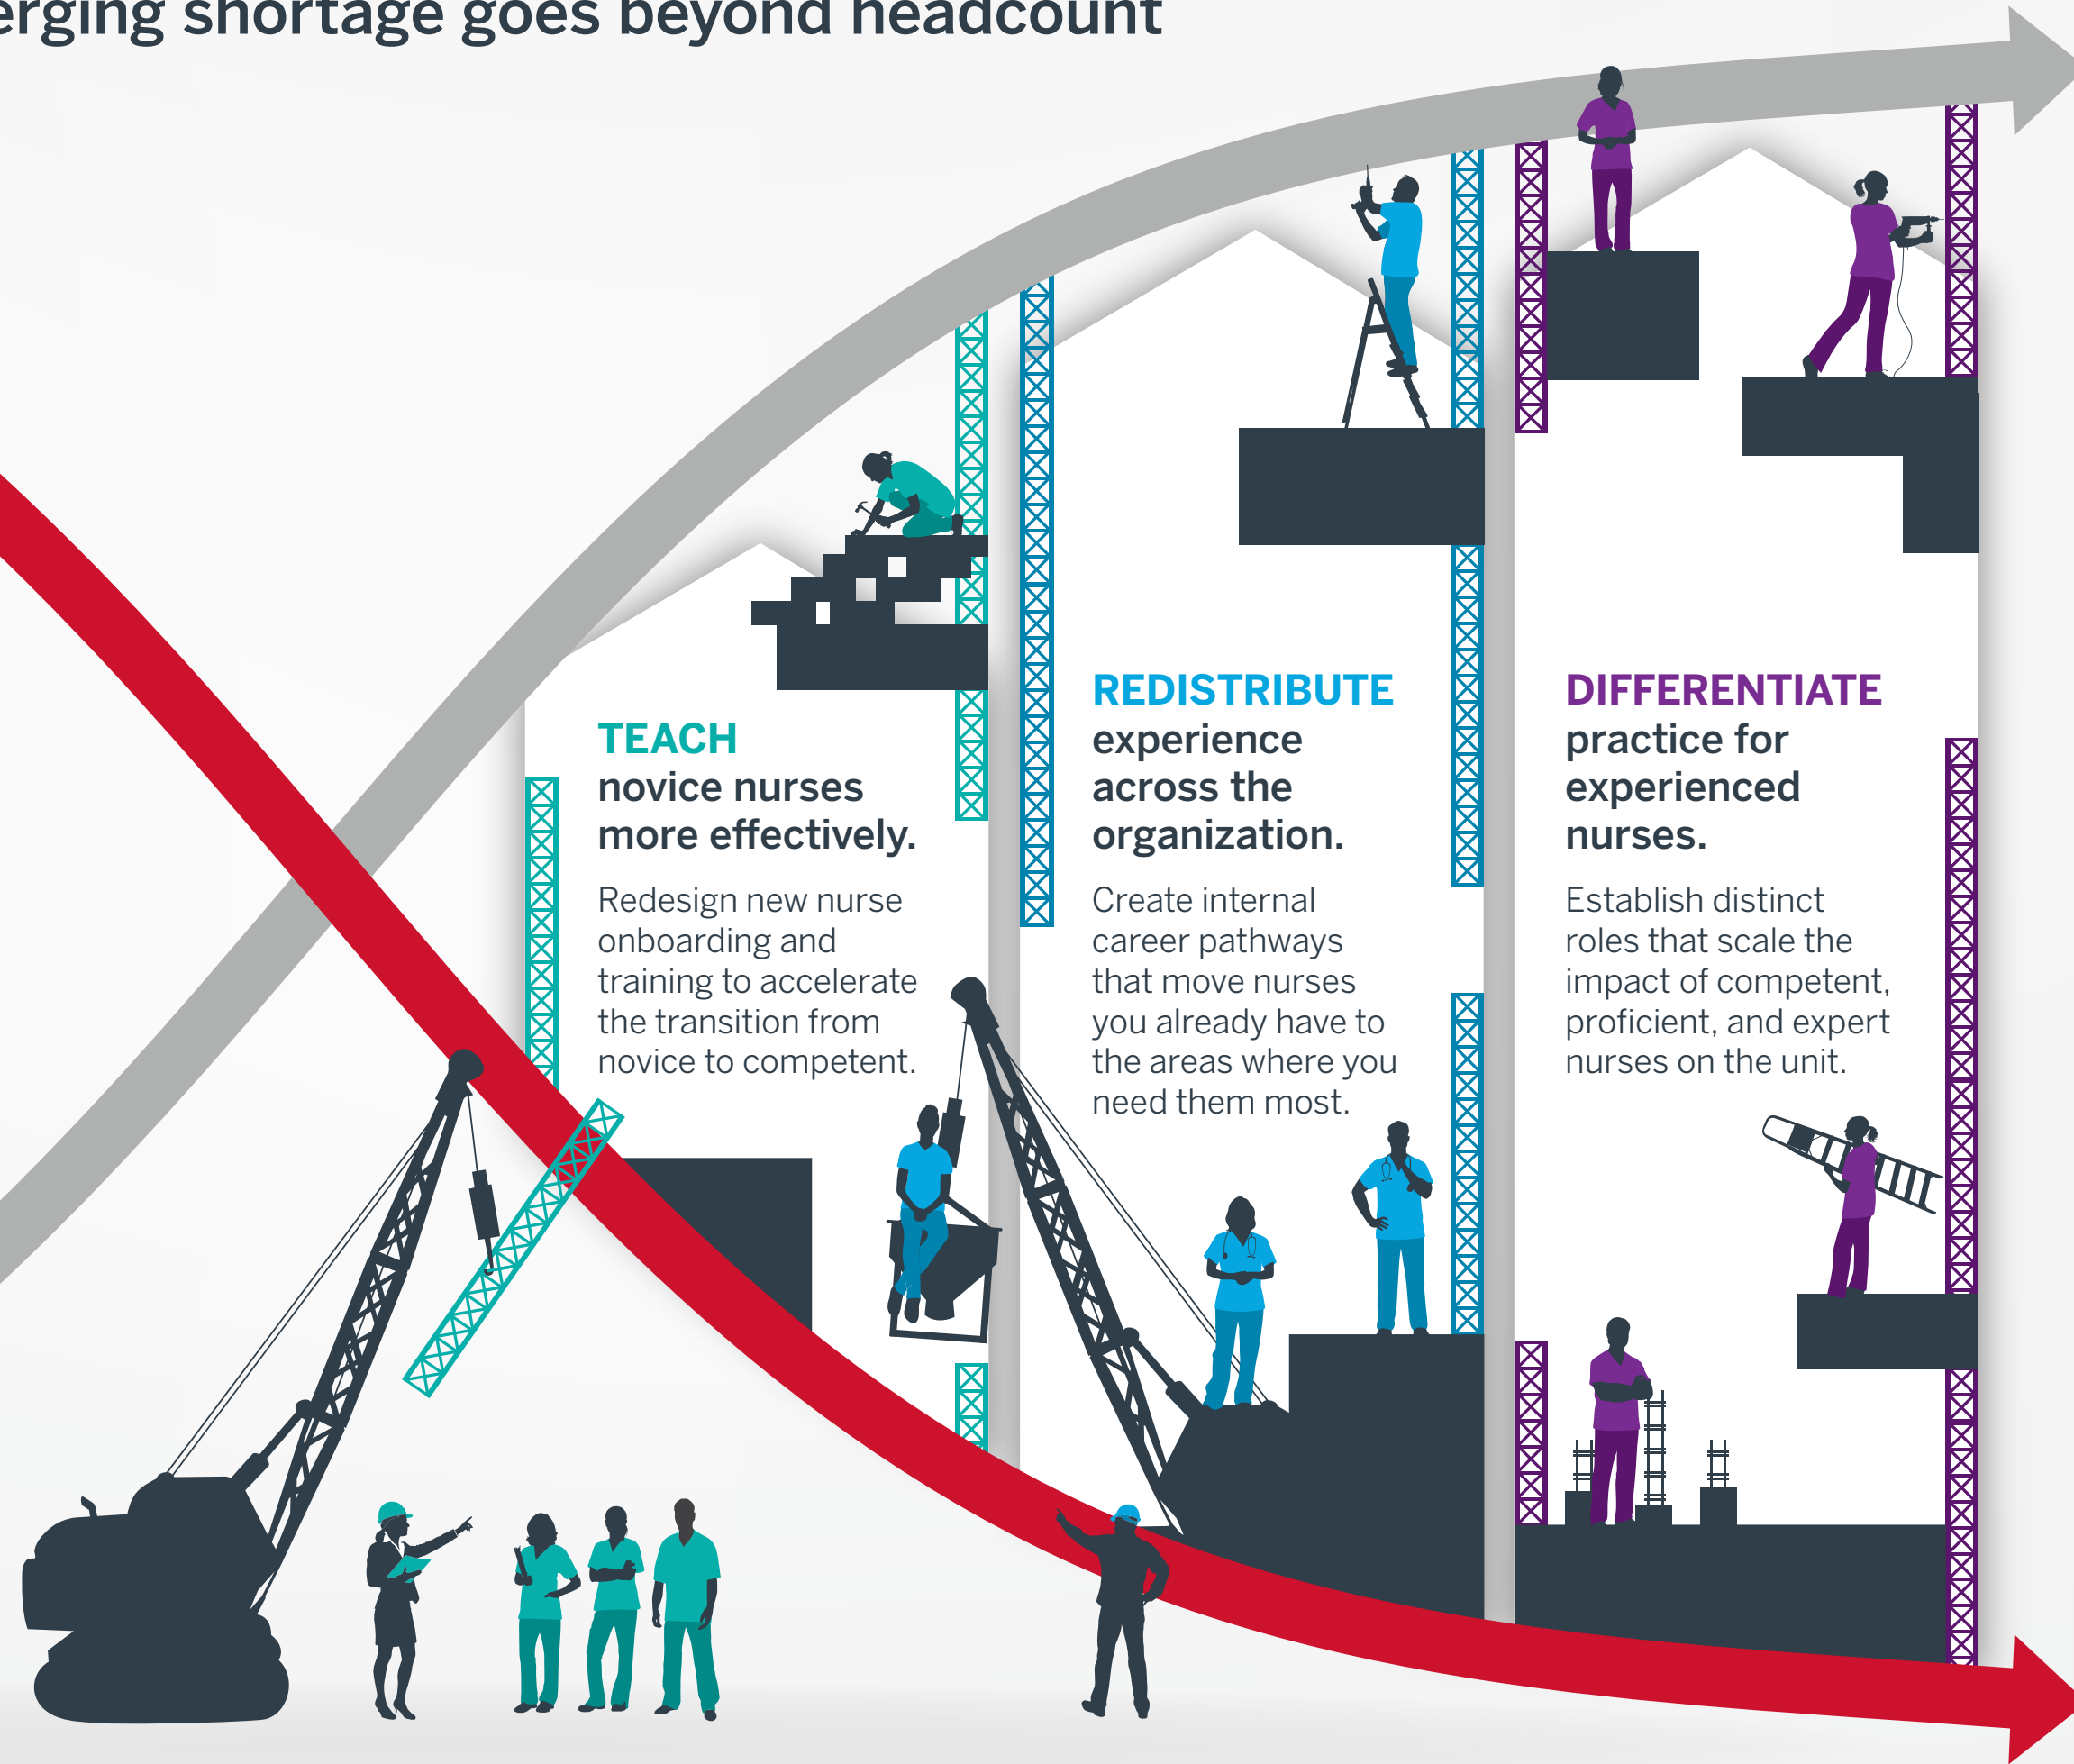 shortage goes beyond headcount
TEACH
novice nurses
more effectively.
Redesign new nurse
onboarding and
training to accelerate
the transition from
novice to competent.
REDISTRIBUTE
experience
across the
organization.
Create internal
career pathways
that move nurses
you already have to
the areas where you
need them most.
DIFFERENTIATE
practice for
experienced
nurses.
Establish distinct
roles that scale the
impact of competent,
proficient, and expert
nurses on the unit.